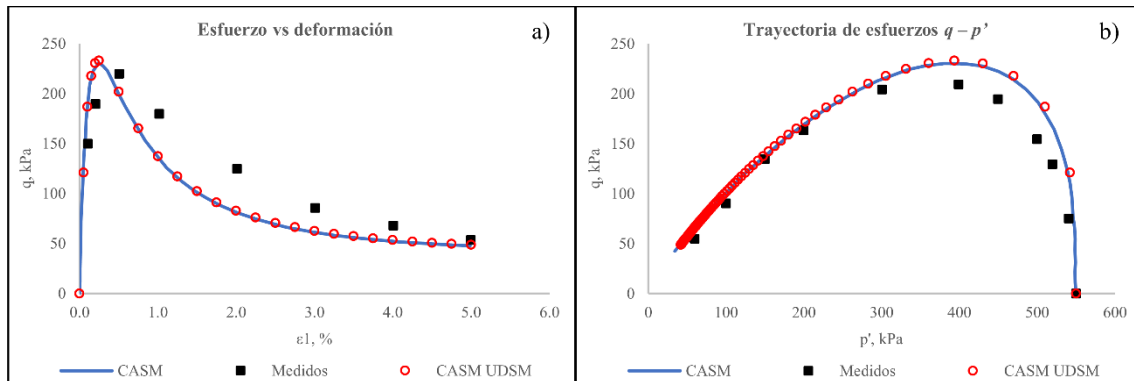 Esfuerzo vs deformación
a)
250
200
150
100
50
0
q, kPa
0.0 1.0 2.0 3.0 4.0 5.0 6.0
ε1, %
CASM Medidos CASM UDSM
Trayectoria de esfuerzos q – p’
b)
250
200
150
100
50
0
q, kPa
0 100 200 300 400 500 600
p', kPa
CASM Medidos CASM UDSM